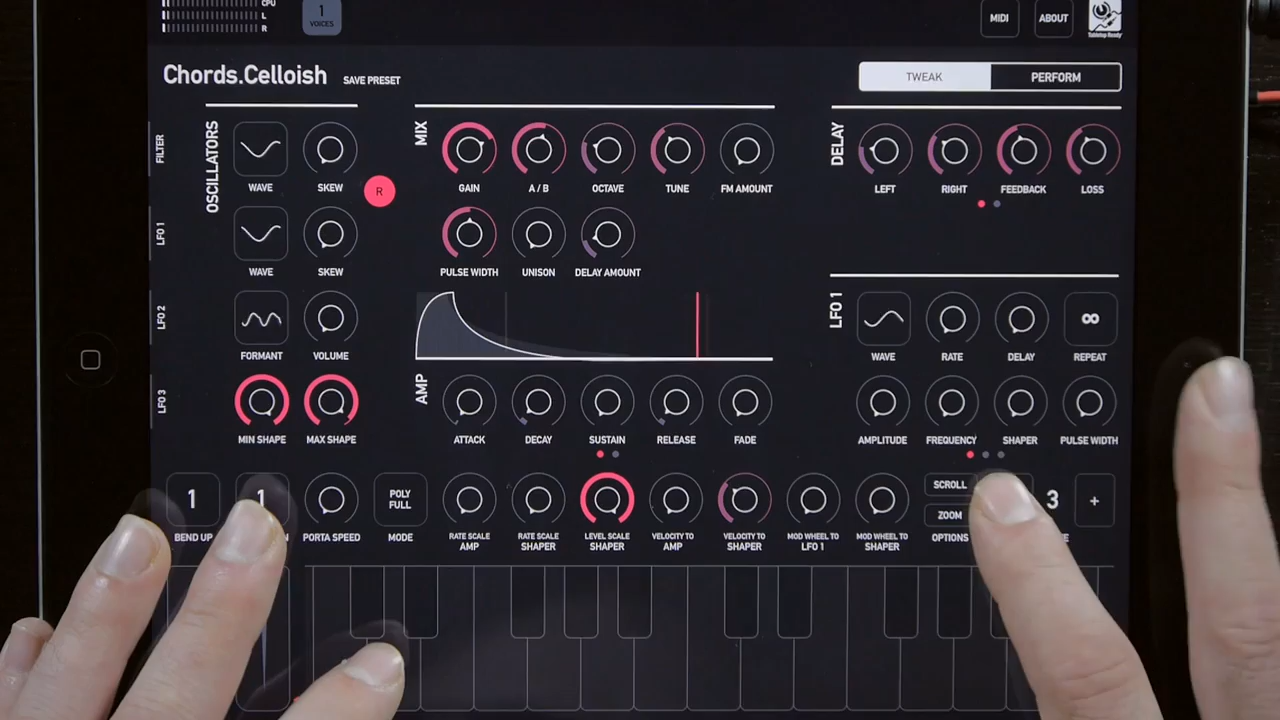 CPU
L
R
1
VOICES
MIDI
ABOUT
Tabletop Ready
Chords.Celloish
SAVE PRESET
TWEAK
PERFORM
FILTER
LFO 1
LFO 2
LFO 3
OSCILLATORS
WAVE
SKEW
R
WAVE
SKEW
FORMANT
VOLUME
MIN SHAPE
MAX SHAPE
MIX
GAIN
A / B
OCTAVE
TUNE
FM AMOUNT
PULSE WIDTH
UNISON
DELAY AMOUNT
AMP
ATTACK
DECAY
SUSTAIN
RELEASE
FADE
DELAY
LEFT
RIGHT
FEEDBACK
LOSS
LFO 1
WAVE
RATE
DELAY
∞
REPEAT
AMPLITUDE
FREQUENCY
SHAPER
PULSE WIDTH
1
BEND UP
1
PORTA SPEED
POLY
FULL
MODE
RATE SCALE
AMP
RATE SCALE
SHAPER
LEVEL SCALE
SHAPER
VELOCITY TO
AMP
VELOCITY TO
SHAPER
MOD WHEEL TO
LFO 1
MOD WHEEL TO
SHAPER
SCROLL
ZOOM
OPTIONS
3
+